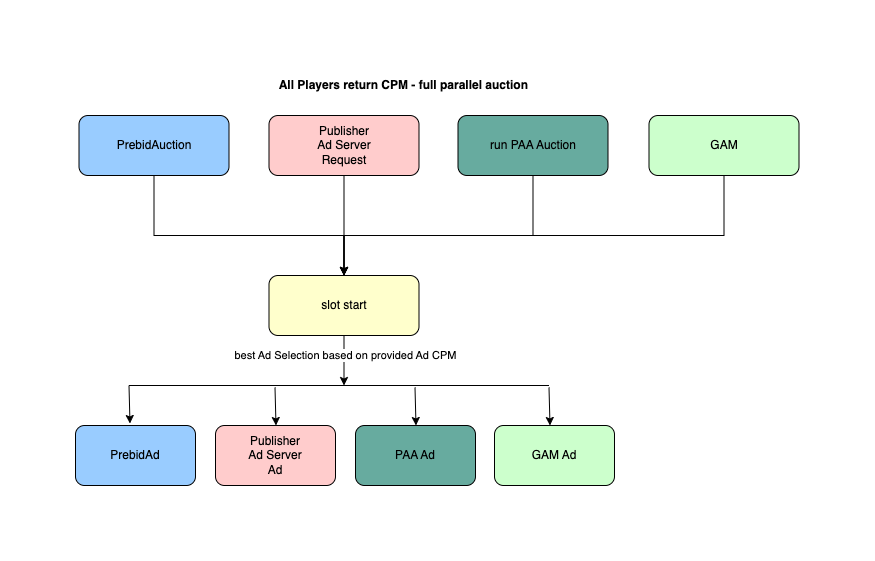 All Players return CPM - full parallel auction
PrebidAuction
Publisher
Ad Server
Request
run PAA Auction
GAM
slot start
best Ad Selection based on provided Ad CPM
PrebidAd
Publisher
Ad Server
Ad
PAA Ad
GAM Ad